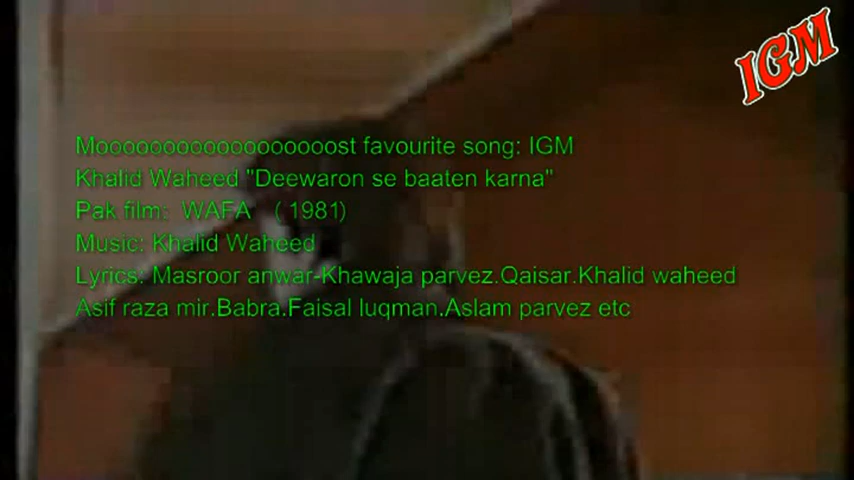 IGM
Moooooooooooooooooost favourite song: IGM
Khalid Waheed "Deewaron se baaten karna"
Pak film:  WAFA   ( 1981)
Music: Khalid Waheed
Lyrics: Masroor anwar-Khawaja parvez.Qaisar.Khalid waheed
Asif raza mir.Babra.Faisal luqman.Aslam parvez etc